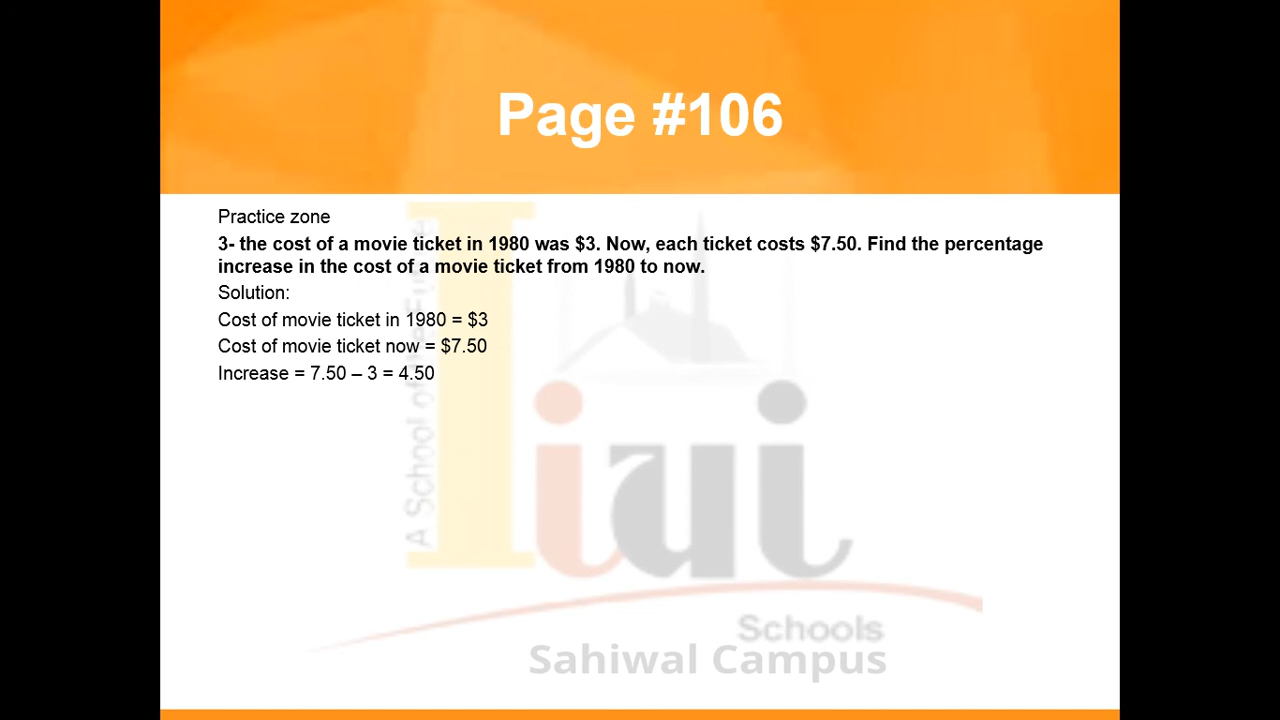 Page #106
Practice zone
3- the cost of a movie ticket in 1980 was $3. Now, each ticket costs $7.50. Find the percentage
increase in the cost of a movie ticket from 1980 to now.
Solution:
Cost of movie ticket in 1980 = $3
Cost of movie ticket now = $7.50
Increase = 7.50 – 3 = 4.50
A School of
iiui
Schools
Sahiwal Campus